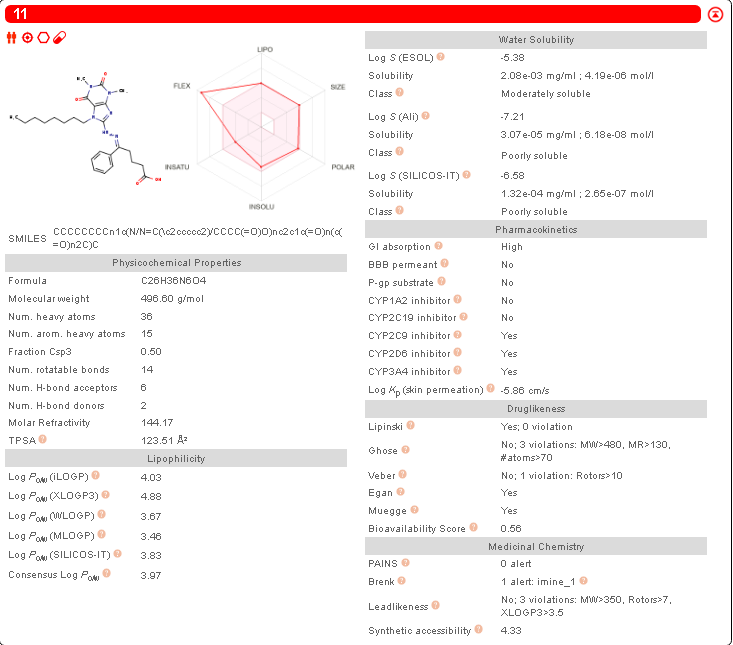 11
LIPO
FLEX
SIZE
INSATU
POLAR
INSOLU
SMILES CCCCCCCCn1c(N/N=C(\c2ccccc2)/CCCC(=O)O)nc2c1c(=O)n(c(
=O)n2C)C
Physicochemical Properties
Formula C26H36N6O4
Molecular weight 496.60 g/mol
Num. heavy atoms 36
Num. arom. heavy atoms 15
Fraction Csp3 0.50
Num. rotatable bonds 14
Num. H-bond acceptors 6
Num. H-bond donors 2
Molar Refractivity 144.17
TPSA ? 123.51 Å²
Lipophilicity
Log Po/w (iLOGP) ? 4.03
Log Po/w (XLOGP3) ? 4.88
Log Po/w (WLOGP) ? 3.67
Log Po/w (MLOGP) ? 3.46
Log Po/w (SILICOS-IT) ? 3.83
Consensus Log Po/w ? 3.97
Water Solubility
Log S (ESOL) ? -5.38
Solubility 2.08e-03 mg/ml ; 4.19e-06 mol/l
Class ? Moderately soluble
Log S (Ali) ? -7.21
Solubility 3.07e-05 mg/ml ; 6.18e-08 mol/l
Class ? Poorly soluble
Log S (SILICOS-IT) ? -6.58
Solubility 1.32e-04 mg/ml ; 2.65e-07 mol/l
Class ? Poorly soluble
Pharmacokinetics
GI absorption ? High
BBB permeant ? No
P-gp substrate ? No
CYP1A2 inhibitor ? No
CYP2C19 inhibitor ? No
CYP2C9 inhibitor ? Yes
CYP2D6 inhibitor ? Yes
CYP3A4 inhibitor ? Yes
Log Kp (skin permeation) ? -5.86 cm/s
Druglikeness
Lipinski ? Yes; 0 violation
Ghose ? No; 3 violations: MW>480, MR>130,
#atoms>70
Veber ? No; 1 violation: Rotors>10
Egan ? Yes
Muegge ? Yes
Bioavailability Score ? 0.56
Medicinal Chemistry
PAINS ? 0 alert
Brenk ? 1 alert: imine_1 ?
Leadlikeness ? No; 3 violations: MW>350, Rotors>7,
XLOGP3>3.5
Synthetic accessibility ? 4.33